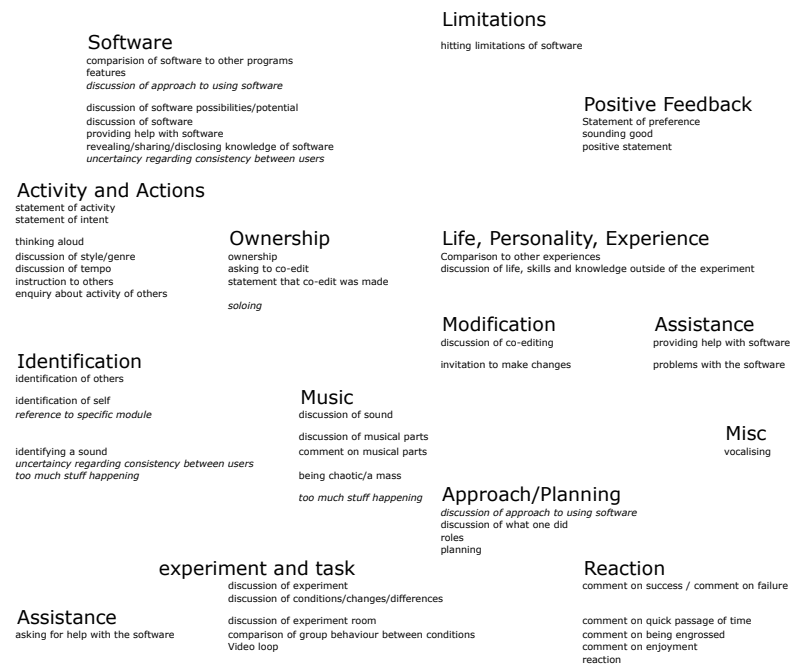 Limitations
hitting limitations of software
Software
comparision of software to other programs
features
discussion of approach to using software
discussion of software possibilities/potential
discussion of software
providing help with software
revealing/sharing/disclosing knowledge of software
uncertaincy regarding consistency between users
Positive Feedback
Statement of preference
sounding good
positive statement
Activity and Actions
statement of activity
statement of intent
thinking aloud
discussion of style/genre
discussion of tempo
instruction to others
enquiry about activity of others
Ownership
ownership
asking to co-edit
statement that co-edit was made
soloing
Life, Personality, Experience
Comparison to other experiences
discussion of life, skills and knowledge outside of the experiment
Modification
discussion of co-editing
invitation to make changes
Assistance
providing help with software
problems with the software
Identification
identification of others
identification of self
reference to specific module
identifying a sound
uncertaincy regarding consistency between users
too much stuff happening
Music
discussion of sound
discussion of musical parts
comment on musical parts
being chaotic/a mass
too much stuff happening
Misc
vocalising
Approach/Planning
discussion of approach to using software
discussion of what one did
roles
planning
experiment and task
discussion of experiment
discussion of conditions/changes/differences
discussion of experiment room
comparison of group behaviour between conditions
Video loop
Reaction
comment on success / comment on failure
comment on quick passage of time
comment on being engrossed
comment on enjoyment
reaction
Assistance
asking for help with the software